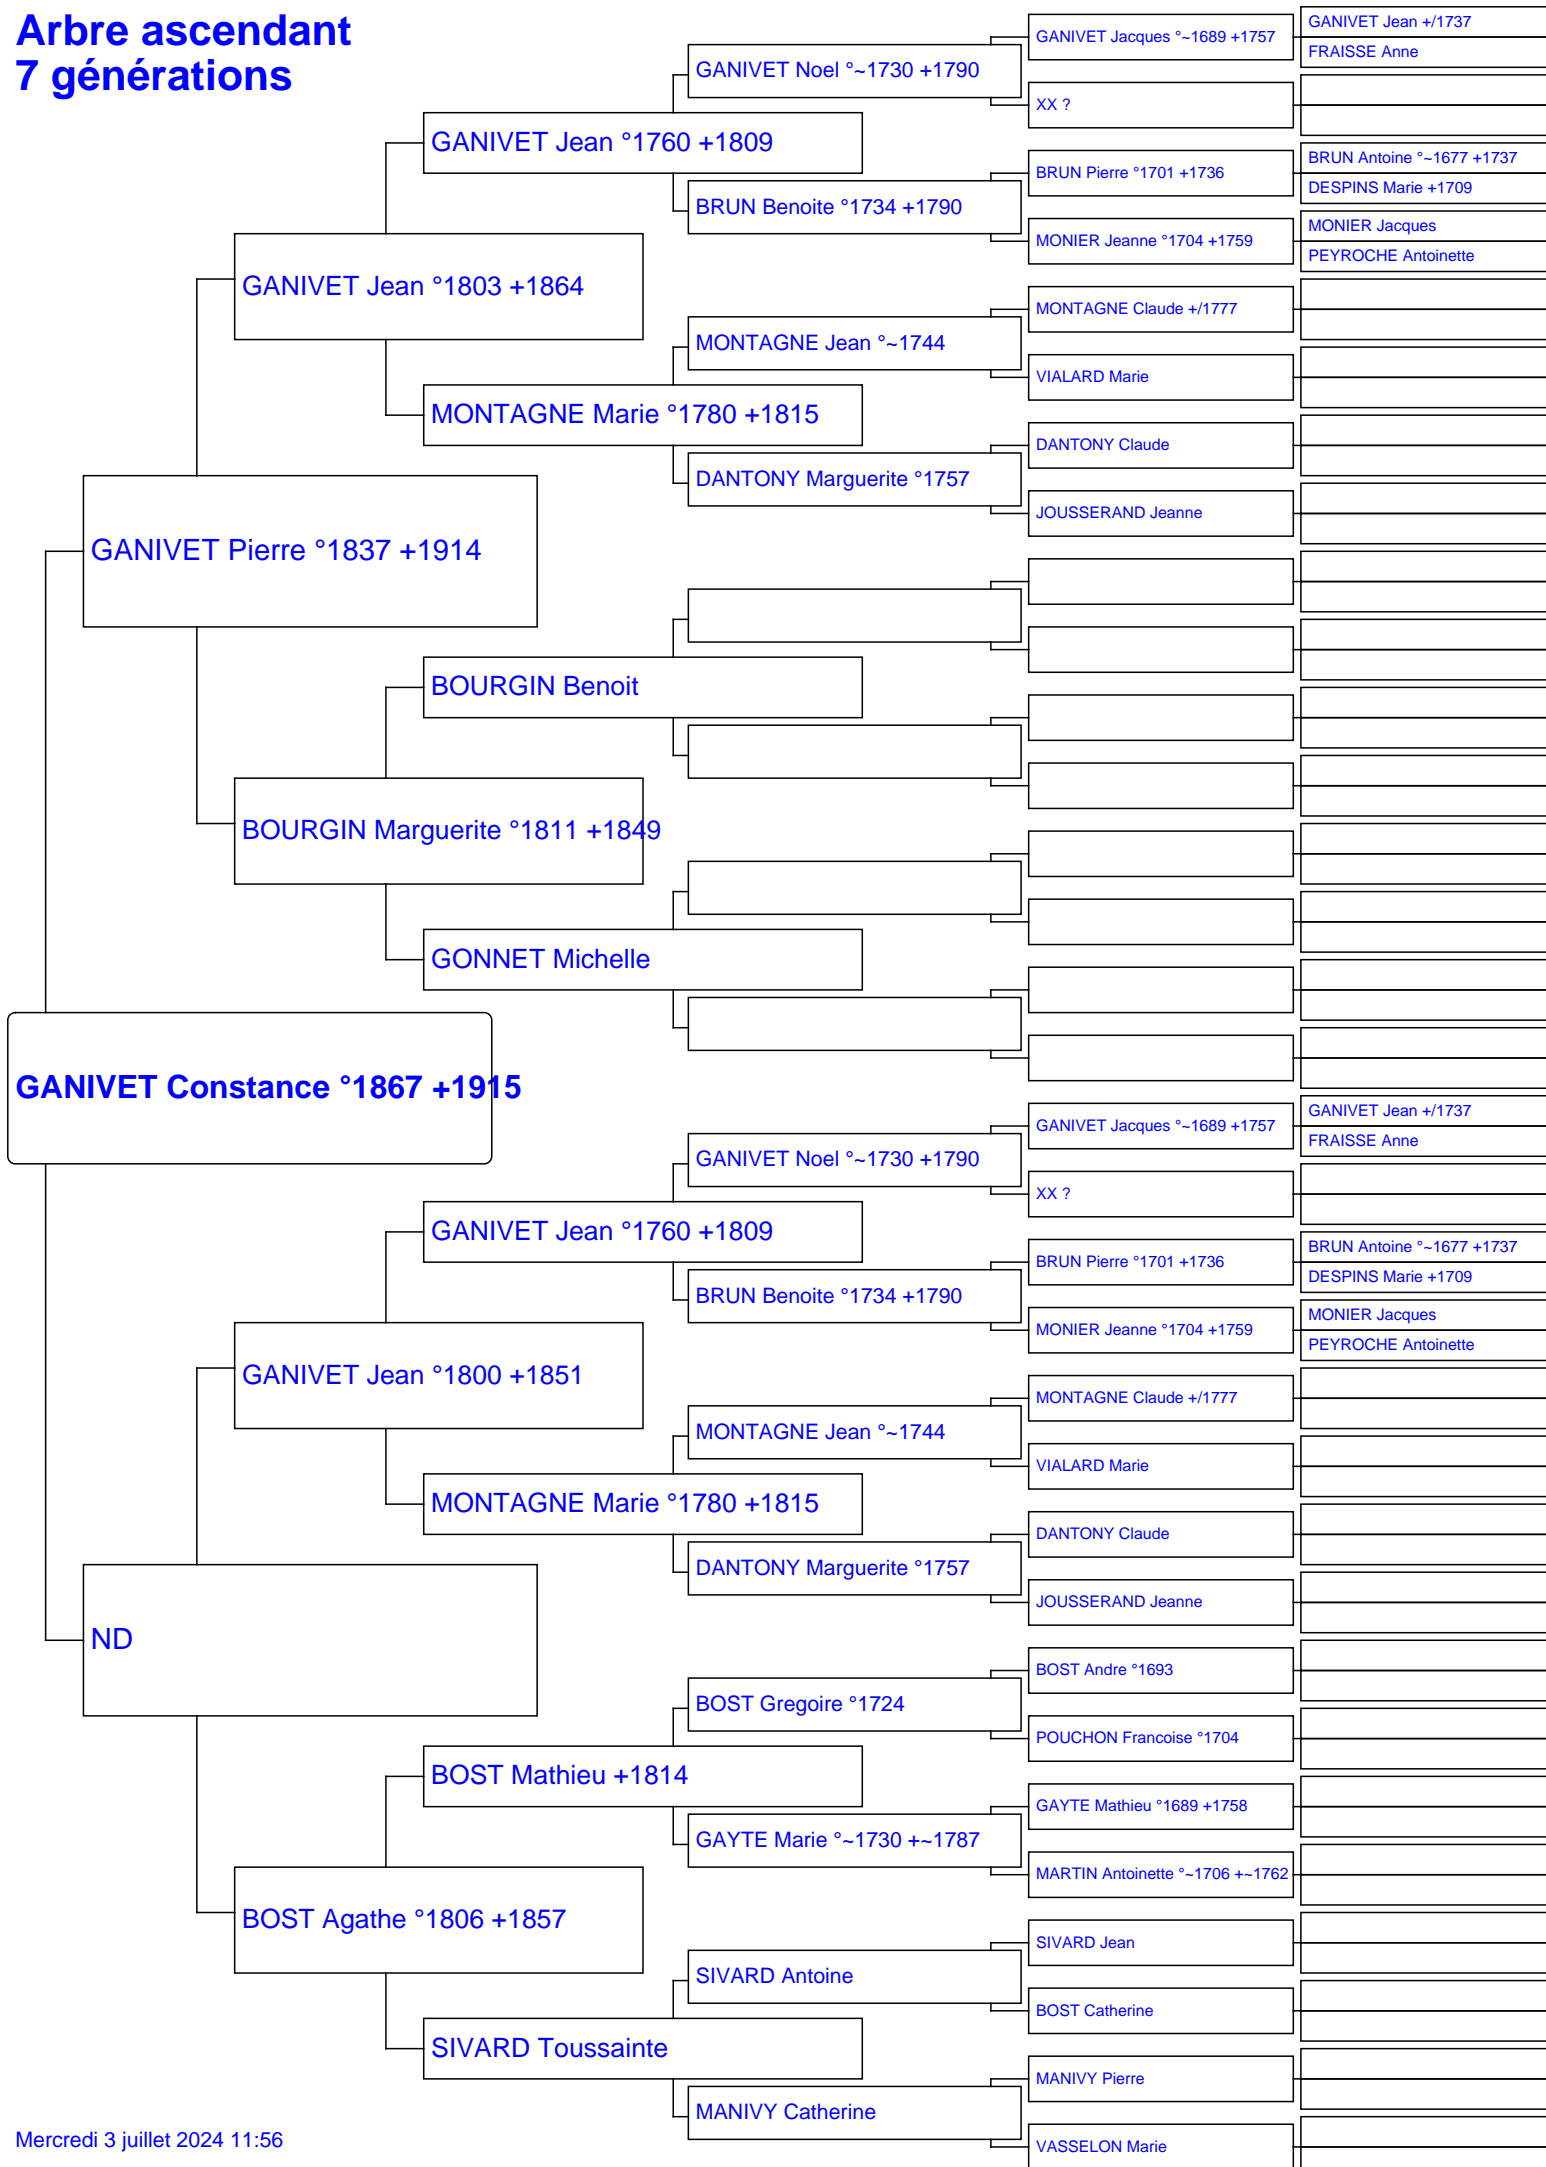 Arbre ascendant
7 générations
GANIVET Jacques °~1689 +1757
GANIVET Jean +/1737
FRAISSE Anne
GANIVET Noel °~1730 +1790
XX ?
GANIVET Jean °1760 +1809
BRUN Pierre °1701 +1736
BRUN Antoine °~1677 +1737
DESPINS Marie +1709
BRUN Benoite °1734 +1790
MONIER Jeanne °1704 +1759
MONIER Jacques
PEYROCHE Antoinette
GANIVET Jean °1803 +1864
MONTAGNE Claude +/1777
MONTAGNE Jean °~1744
VIALARD Marie
MONTAGNE Marie °1780 +1815
DANTONY Claude
DANTONY Marguerite °1757
JOUSSERAND Jeanne
GANIVET Pierre °1837 +1914
BOURGIN Benoit
BOURGIN Marguerite °1811 +1849
GONNET Michelle
GANIVET Constance °1867 +1915
GANIVET Jacques °~1689 +1757
GANIVET Jean +/1737
FRAISSE Anne
GANIVET Noel °~1730 +1790
XX ?
GANIVET Jean °1760 +1809
BRUN Pierre °1701 +1736
BRUN Antoine °~1677 +1737
DESPINS Marie +1709
BRUN Benoite °1734 +1790
MONIER Jeanne °1704 +1759
MONIER Jacques
PEYROCHE Antoinette
GANIVET Jean °1800 +1851
MONTAGNE Claude +/1777
MONTAGNE Jean °~1744
VIALARD Marie
MONTAGNE Marie °1780 +1815
DANTONY Claude
DANTONY Marguerite °1757
JOUSSERAND Jeanne
ND
BOST Andre °1693
BOST Gregoire °1724
POUCHON Francoise °1704
BOST Mathieu +1814
GAYTE Mathieu °1689 +1758
GAYTE Marie °~1730 +~1787
MARTIN Antoinette °~1706 +~1762
BOST Agathe °1806 +1857
SIVARD Jean
SIVARD Antoine
BOST Catherine
SIVARD Toussainte
MANIVY Pierre
MANIVY Catherine
VASSELON Marie
Mercredi 3 juillet 2024 11:56